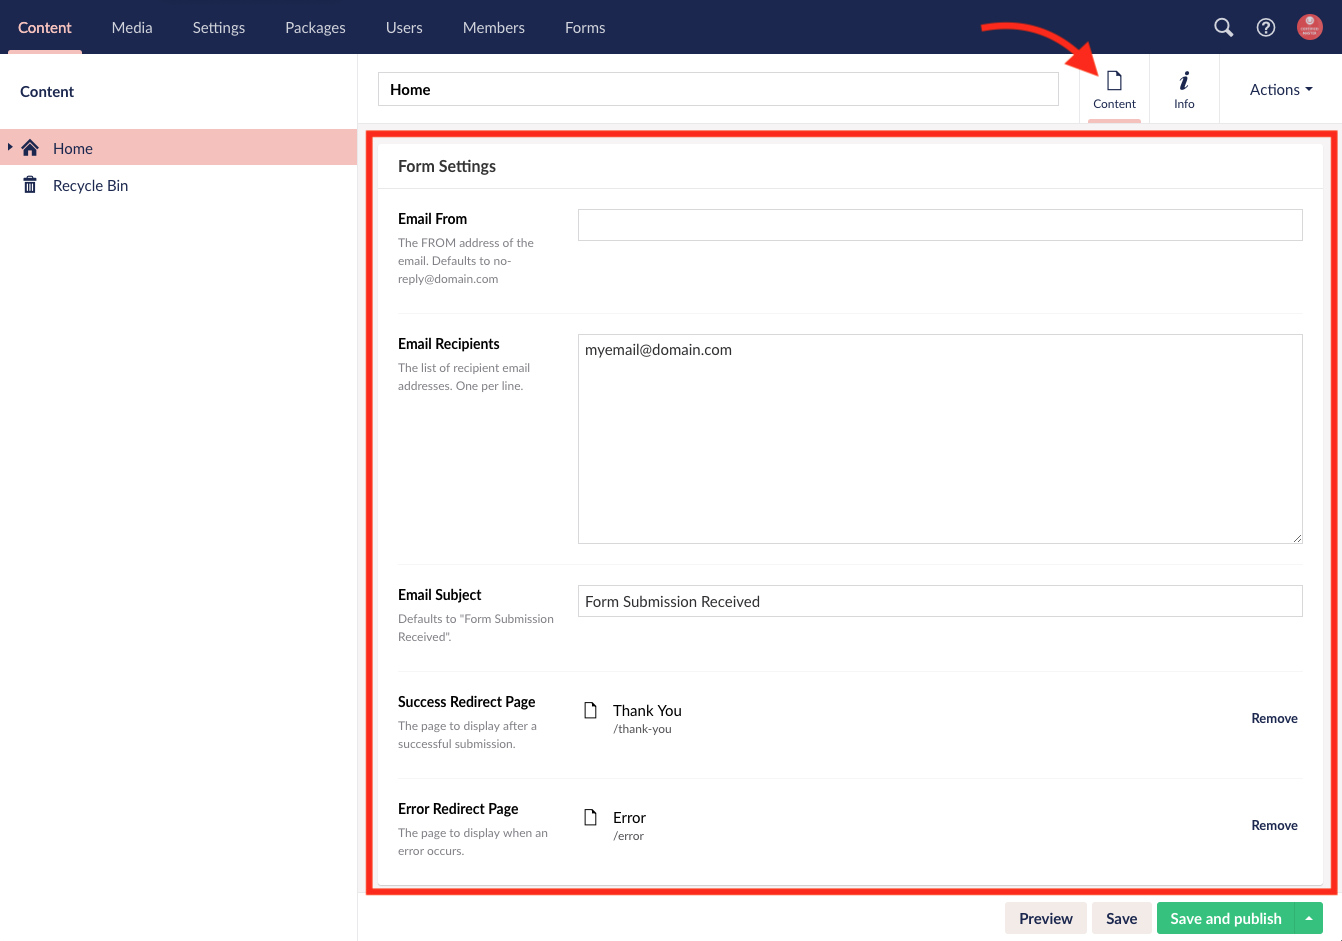 Content Media Settings Packages Users Members Forms
Content
Home
Content
Info
Actions
Home
Recycle Bin
Form Settings
Email From
The FROM address of the
email. Defaults to no-
reply@domain.com
Email Recipients
The list of recipient email
addresses. One per line.
myemail@domain.com
Email Subject
Defaults to "Form Submission
Received".
Form Submission Received
Success Redirect Page
The page to display after a
successful submission.
Thank You
/thank-you
Remove
Error Redirect Page
The page to display when an
error occurs.
Error
/error
Remove
Preview Save Save and publish